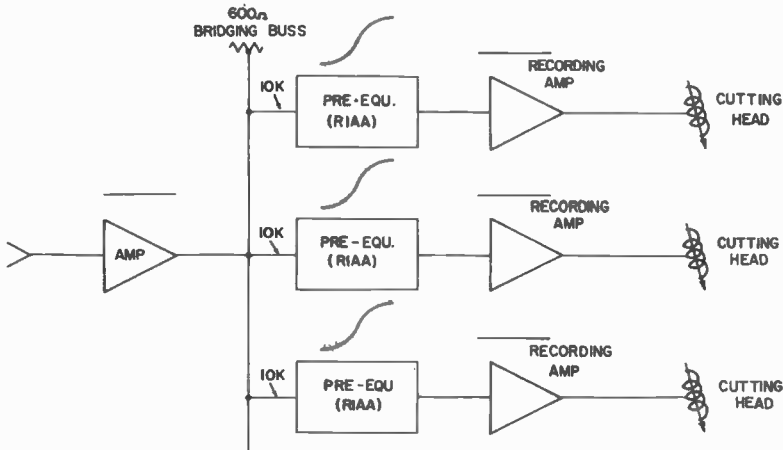 600Ω
BRIDGING BUSS
10K
PRE-EQU.
(RIAA)
RECORDING
AMP
CUTTING
HEAD
AMP
10K
PRE-EQU.
(RIAA)
RECORDING
AMP
CUTTING
HEAD
10K
PRE-EQU
(RIAA)
RECORDING
AMP
CUTTING
HEAD